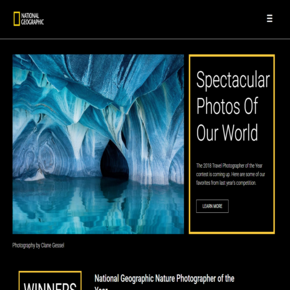 NATIONAL
GEOGRAPHIC
Spectacular
Photos Of
Our World
The 2018 Travel Photographer of the Year
contest is coming up. Here are some of our
favorites from last year's competition.
LEARN MORE
Photography by Clane Gessel
National Geographic Nature Photographer of the
WINNERS
Year